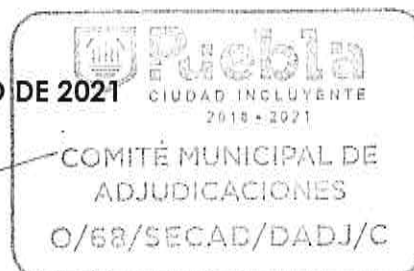 Puebla
O DE 2021
CIUDAD INCLUYENTE
2018 - 2021
COMITÉ MUNICIPAL DE
ADJUDICACIONES
O/68/SECAD/DADJ/C